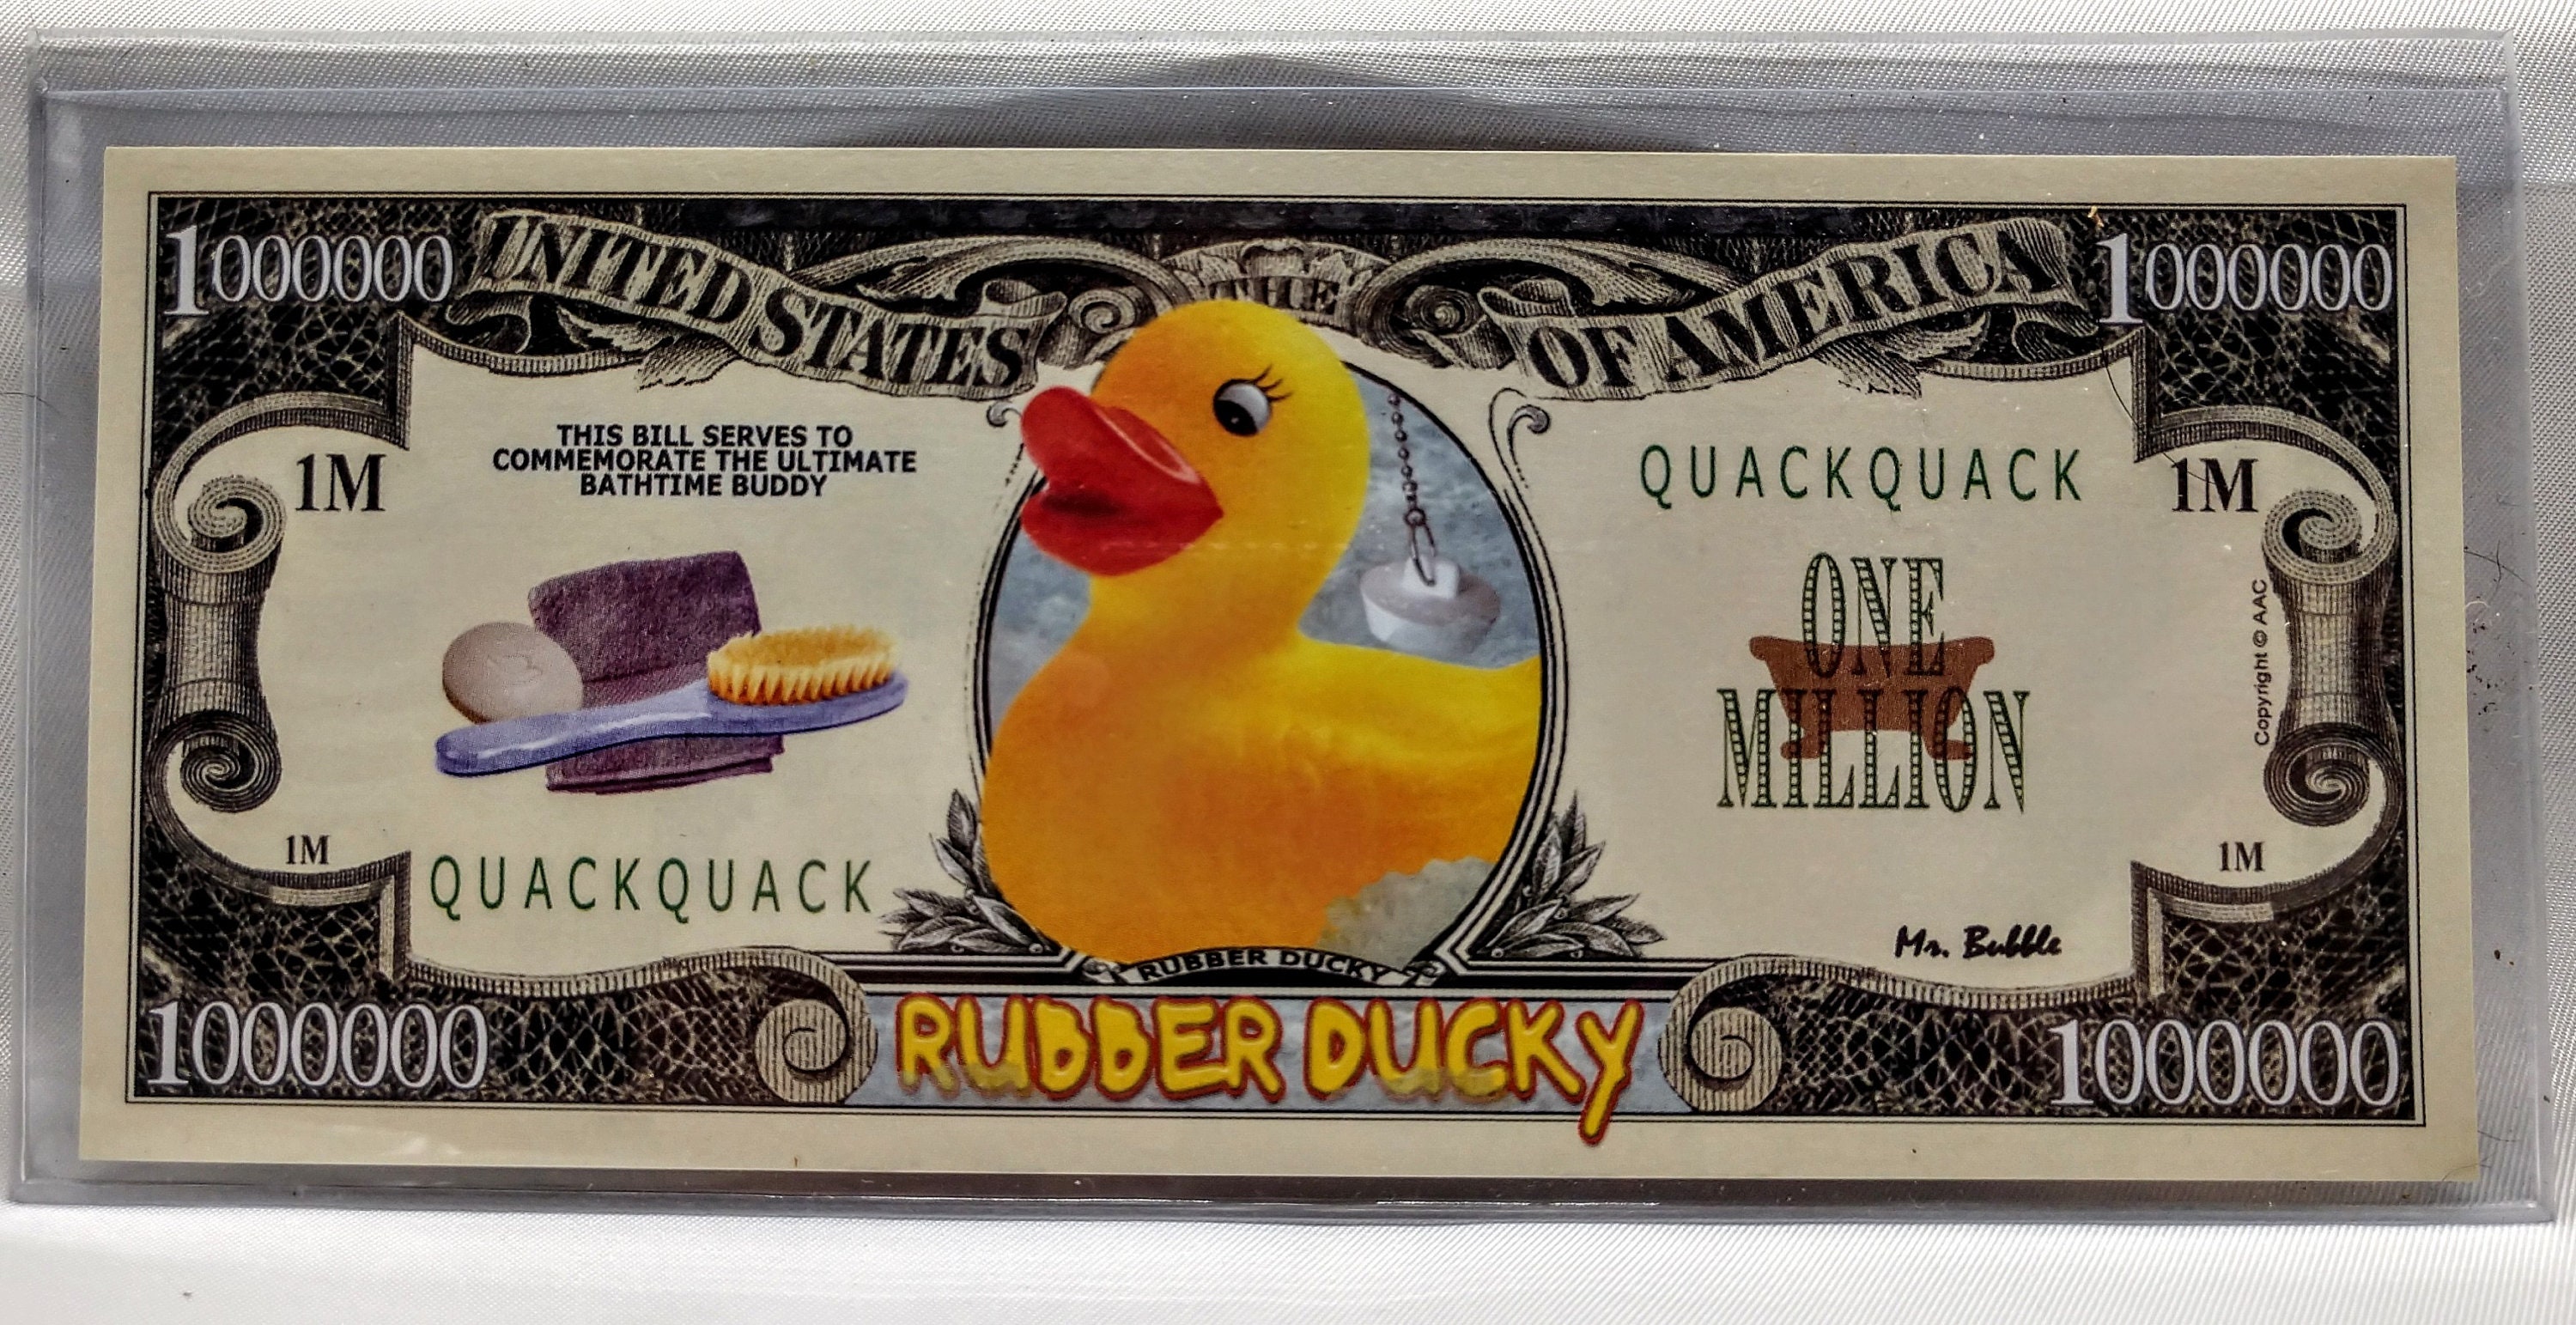 1000000
UNITED STATES
THE
OF AMERICA
1000000
1M
THIS BILL SERVES TO
COMMEMORATE THE ULTIMATE
BATHTIME BUDDY
QUACKQUACK
1M
ONE
MILLION
Copyright © AAC
1M
QUACKQUACK
1M
Mr. Bubble
RUBBER DUCKY
1000000
RUBBER DUCKY
1000000